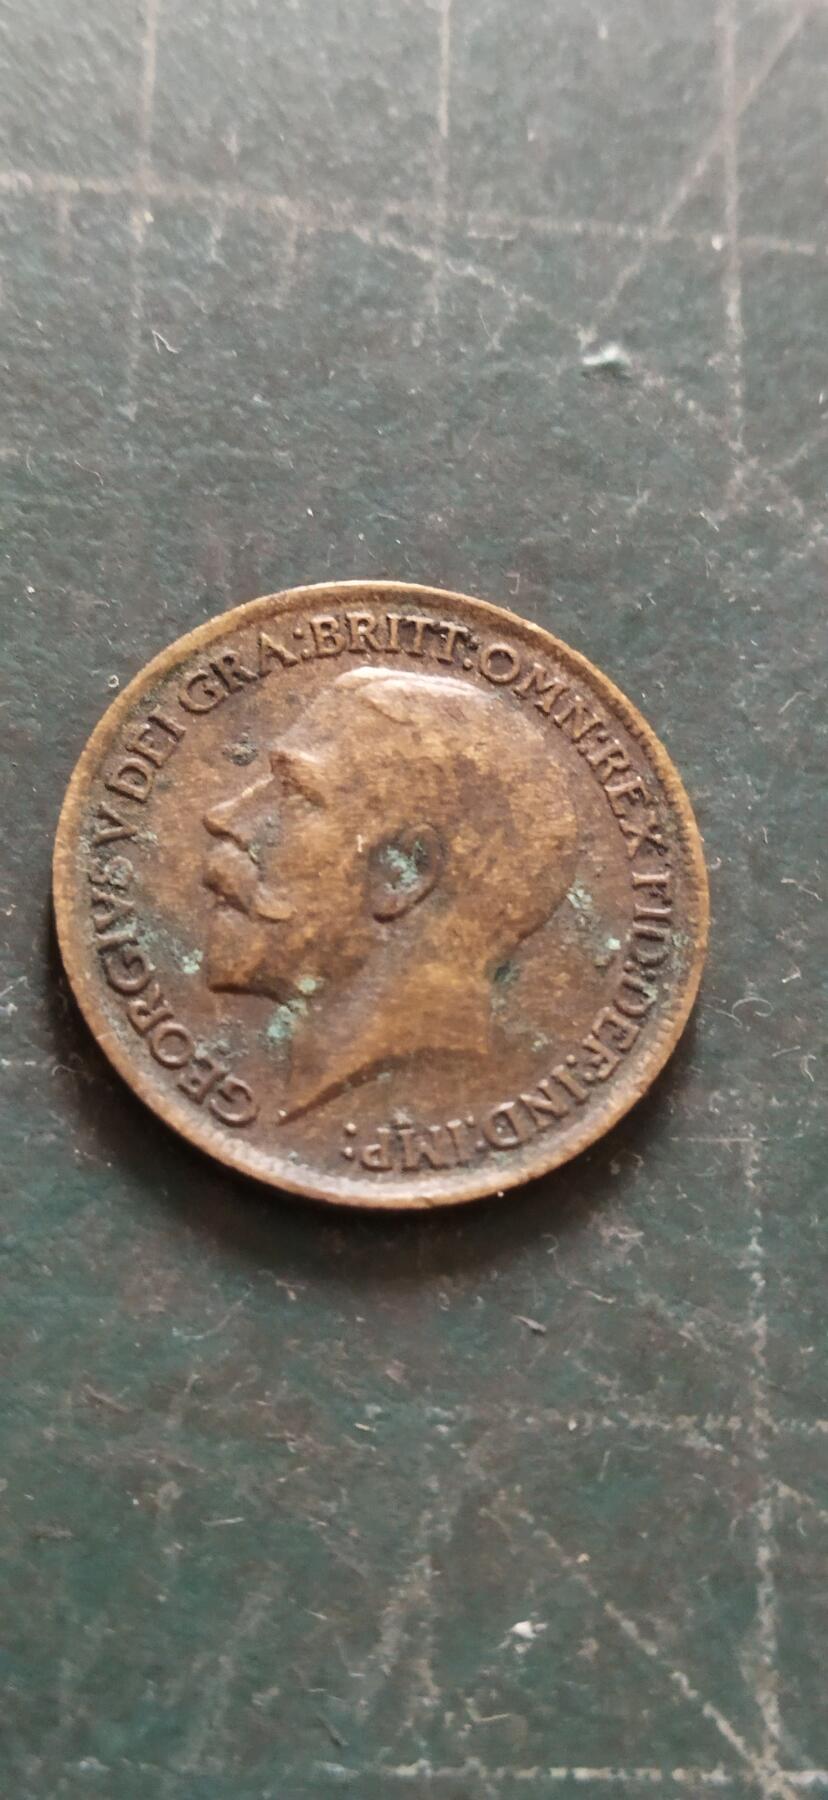 GEORGIVS V DEI GRA:BRITT:OMN:REX FID:DEF:IND:IMP: